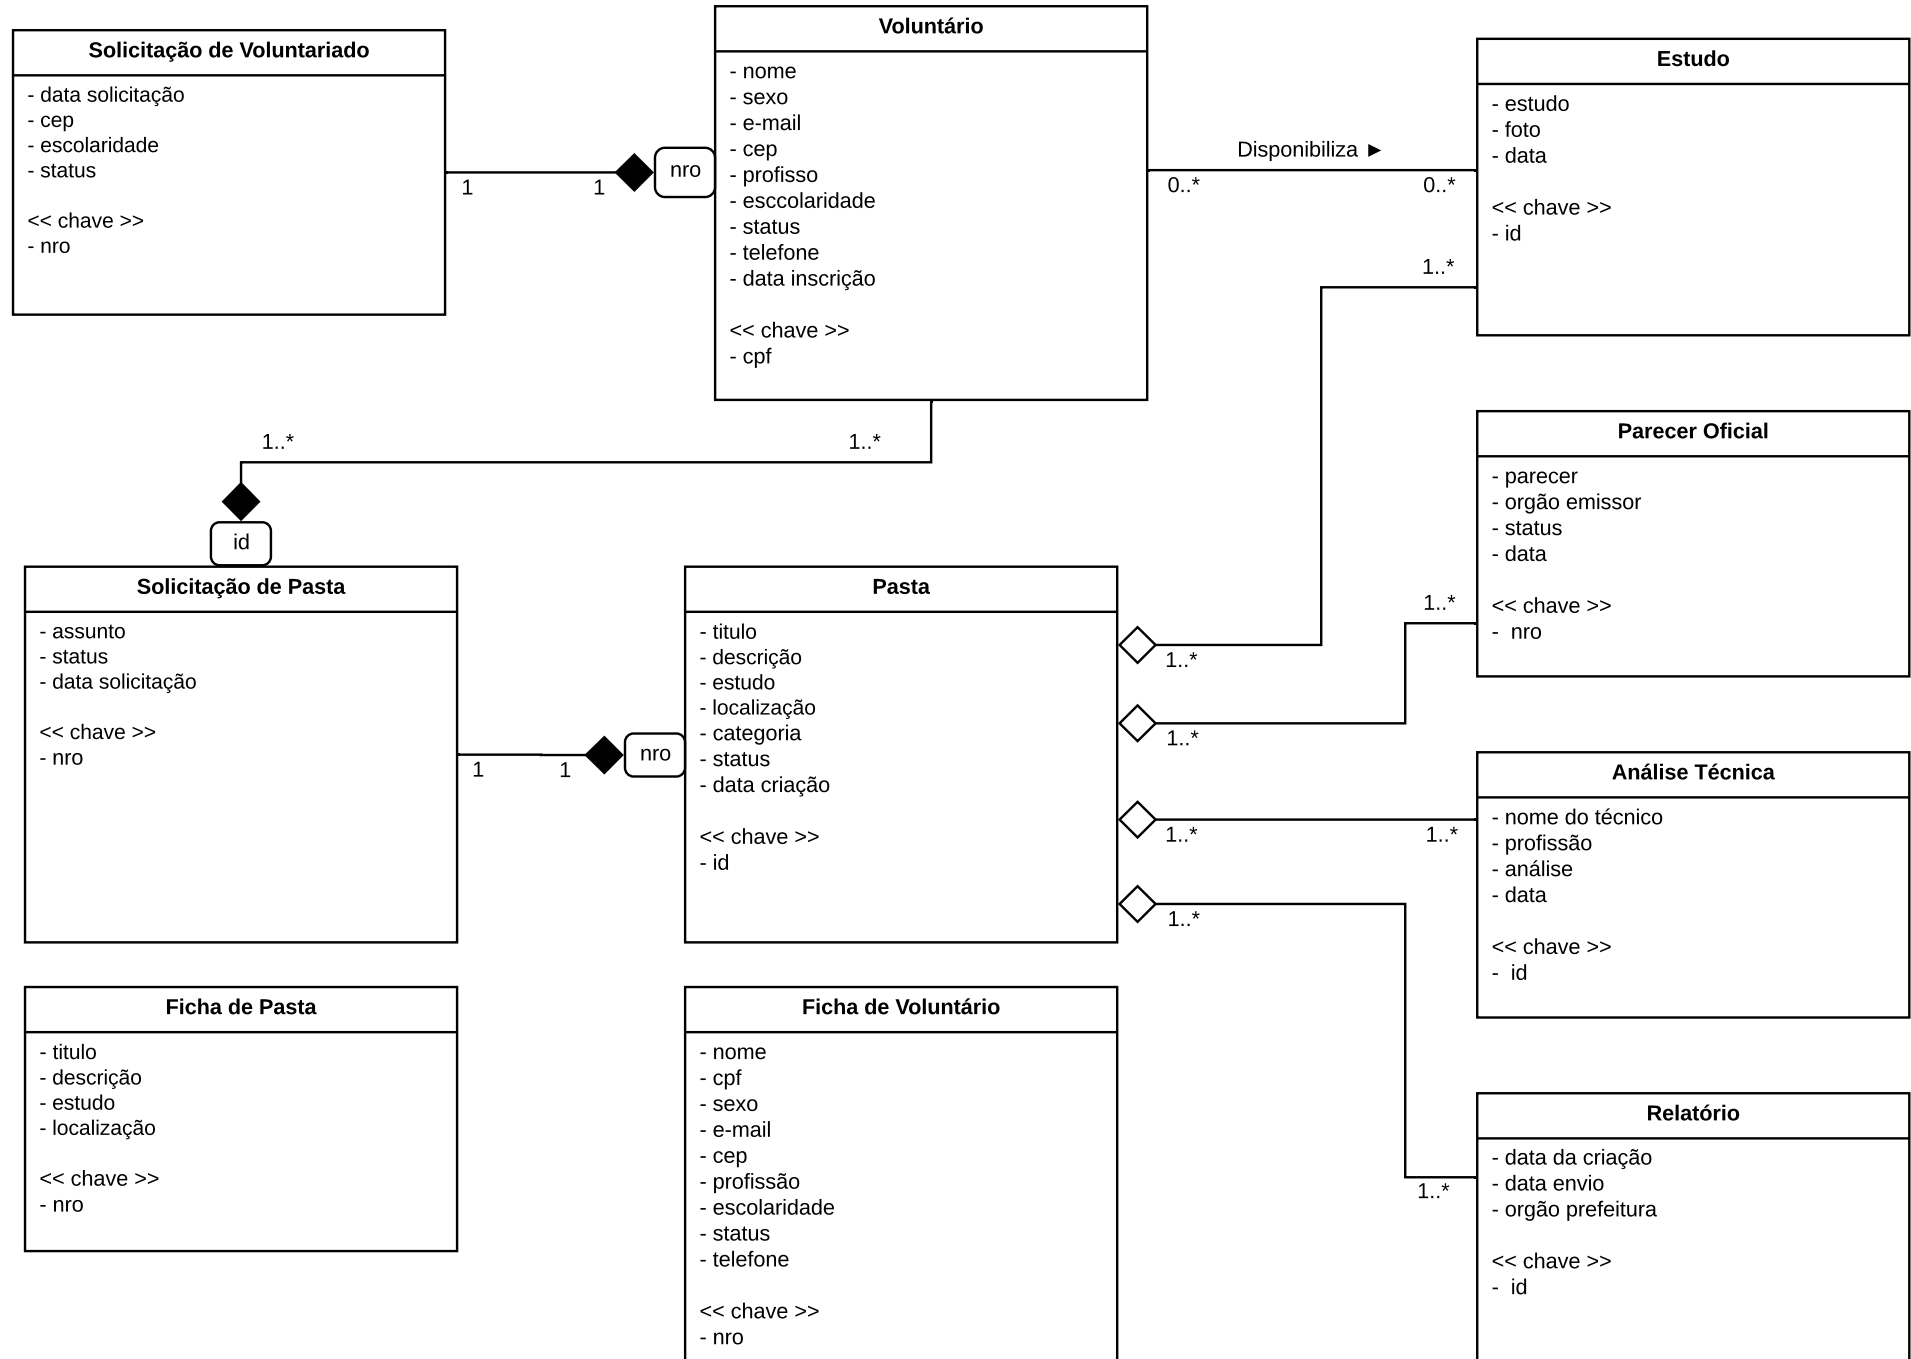 Solicitação de Voluntariado
- data solicitação
- cep
- escolaridade
- status
<< chave >>
- nro
1
1
nro
Voluntário
- nome
- sexo
- e-mail
- cep
- profisso
- esccolaridade
- status
- telefone
- data inscrição
<< chave >>
- cpf
Disponibiliza ►
0..*
0..*
Estudo
- estudo
- foto
- data
<< chave >>
- id
1..*
1..*
1..*
id
Parecer Oficial
- parecer
- orgão emissor
- status
- data
<< chave >>
- nro
1..*
Solicitação de Pasta
- assunto
- status
- data solicitação
<< chave >>
- nro
1
1
nro
Pasta
- titulo
- descrição
- estudo
- localização
- categoria
- status
- data criação
<< chave >>
- id
1..*
1..*
1..*
1..*
1..*
Análise Técnica
- nome do técnico
- profissão
- análise
- data
<< chave >>
- id
Ficha de Pasta
- titulo
- descrição
- estudo
- localização
<< chave >>
- nro
Ficha de Voluntário
- nome
- cpf
- sexo
- e-mail
- cep
- profissão
- escolaridade
- status
- telefone
<< chave >>
- nro
Relatório
- data da criação
- data envio
- orgão prefeitura
<< chave >>
- id
1..*